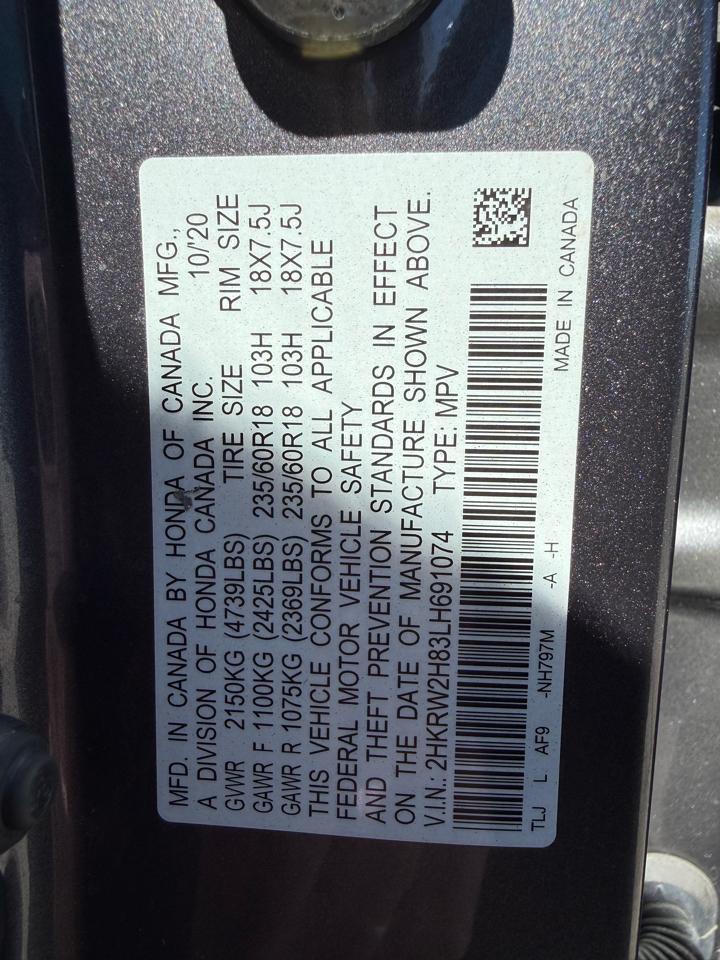 MFD. IN CANADA BY HONDA OF CANADA MFG.,
A DIVISION OF HONDA CANADA INC. 10/'20
GVWR 2150KG (4739LBS) TIRE SIZE RIM SIZE
GAWR F 1100KG (2425LBS) 235/60R18 103H 18X7.5J
GAWR R 1075KG (2369LBS) 235/60R18 103H 18X7.5J
THIS VEHICLE CONFORMS TO ALL APPLICABLE
FEDERAL MOTOR VEHICLE SAFETY
AND THEFT PREVENTION STANDARDS IN EFFECT
ON THE DATE OF MANUFACTURE SHOWN ABOVE.
V.I.N.: 2HKRW2H83LH691074 TYPE: MPV
TLJ L AF9 -NH797M -A -H MADE IN CANADA